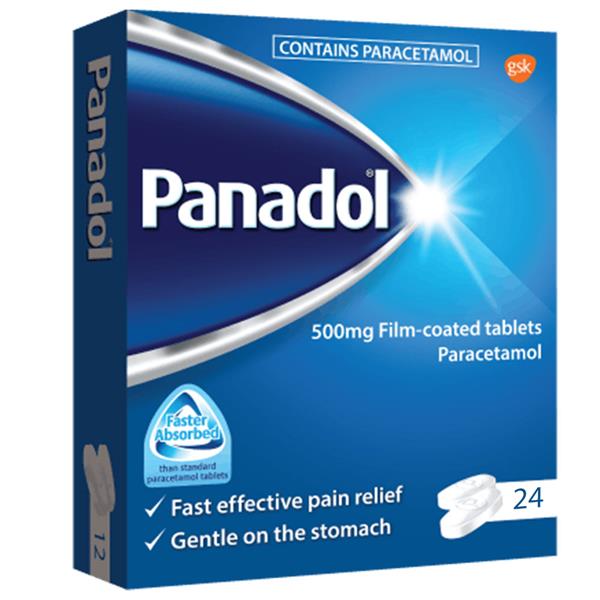 CONTAINS PARACETAMOL
gsk
Panadol®
Panadol®
500mg Film-coated tablets
Paracetamol
Faster
Absorbed
than standard
paracetamol tablets
✓ Fast effective pain relief
✓ Gentle on the stomach
24
12